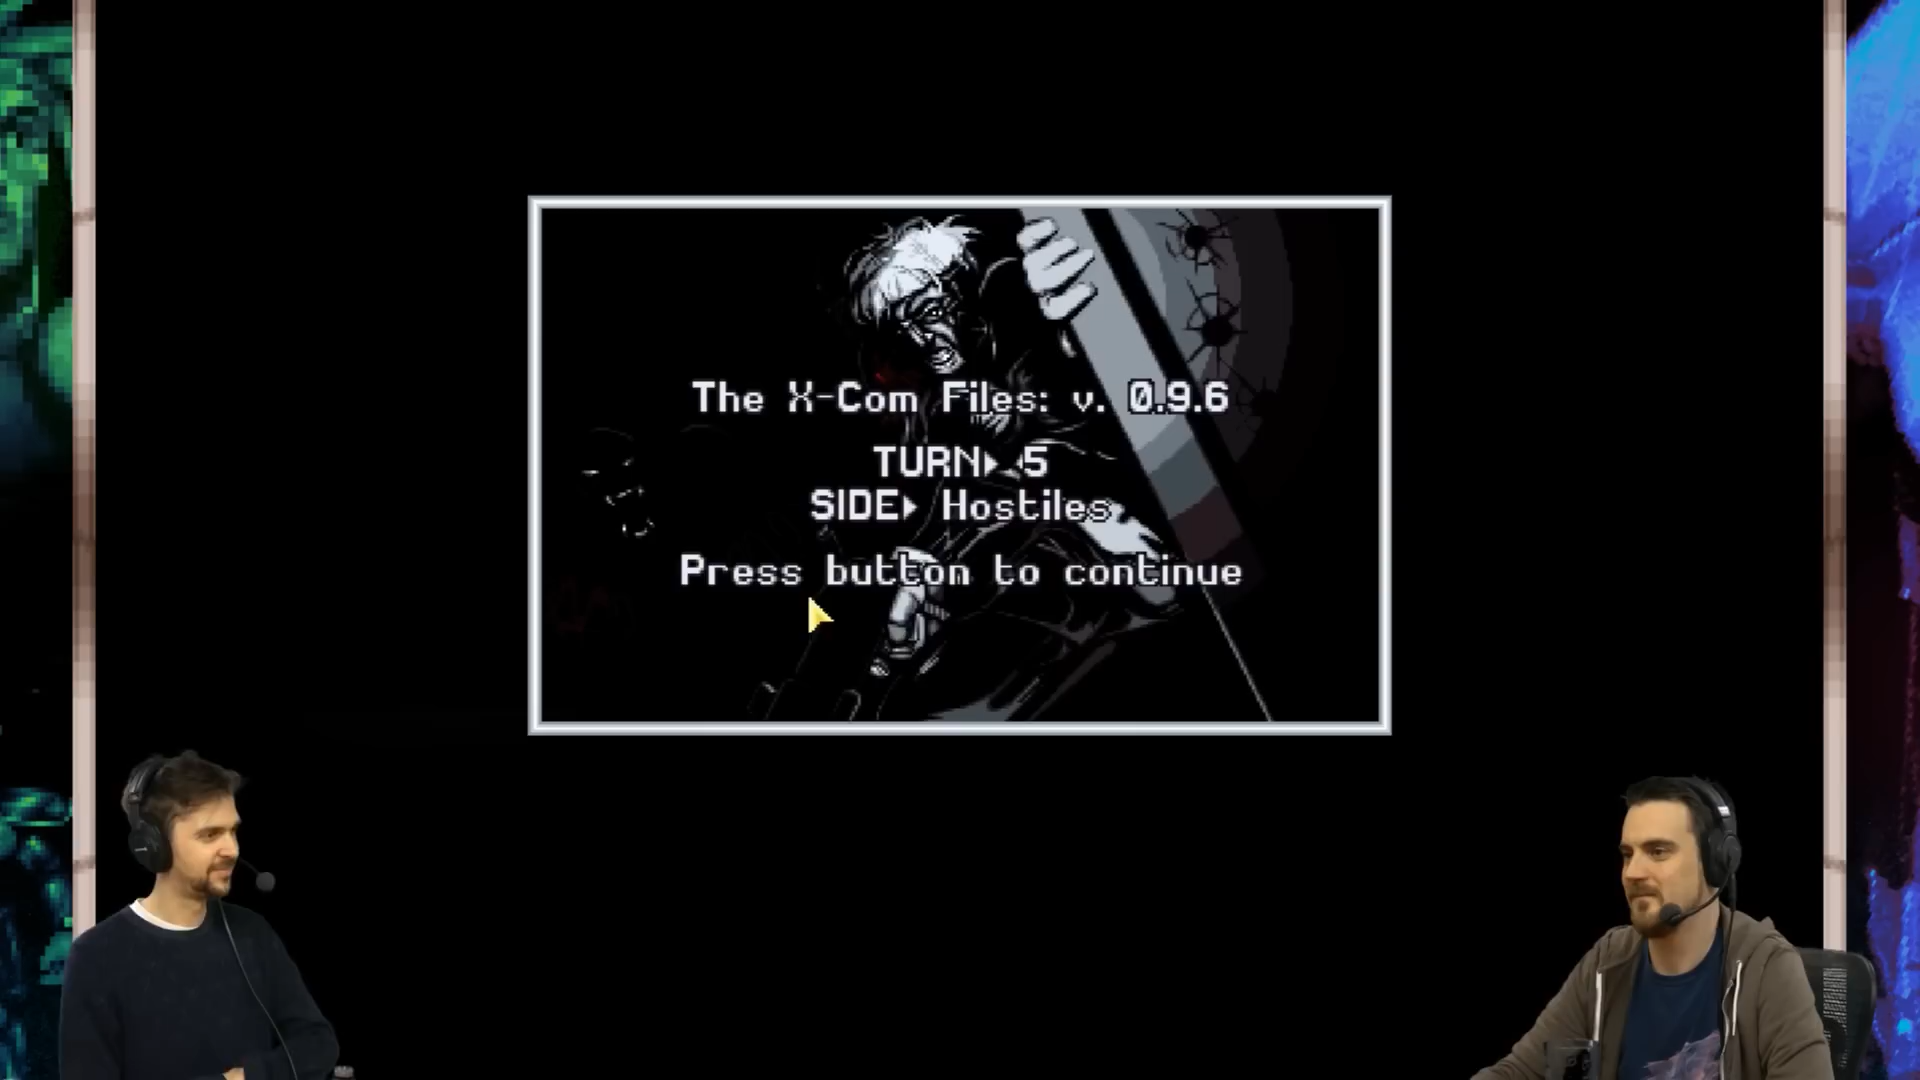 The X-Com Files: v. 0.9.6
TURN▸ 5
SIDE▸ Hostiles
Press button to continue